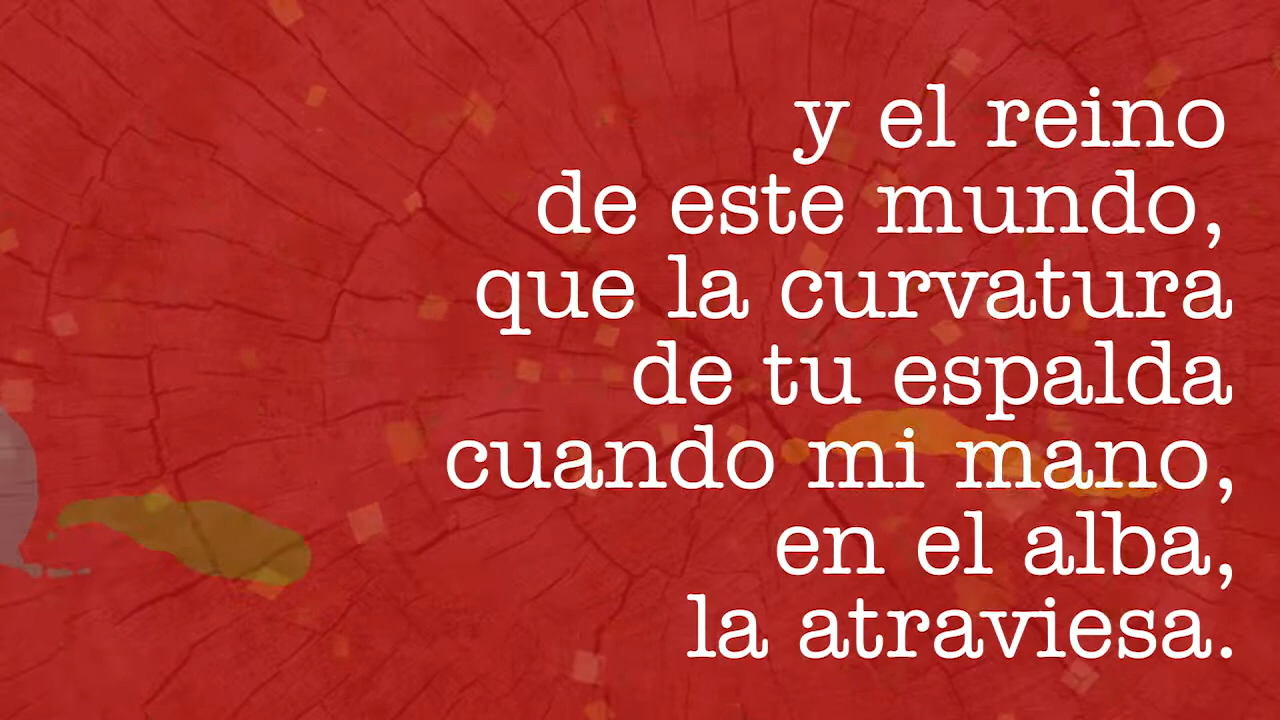 y el reino
de este mundo,
que la curvatura
de tu espalda
cuando mi mano,
en el alba,
la atraviesa.